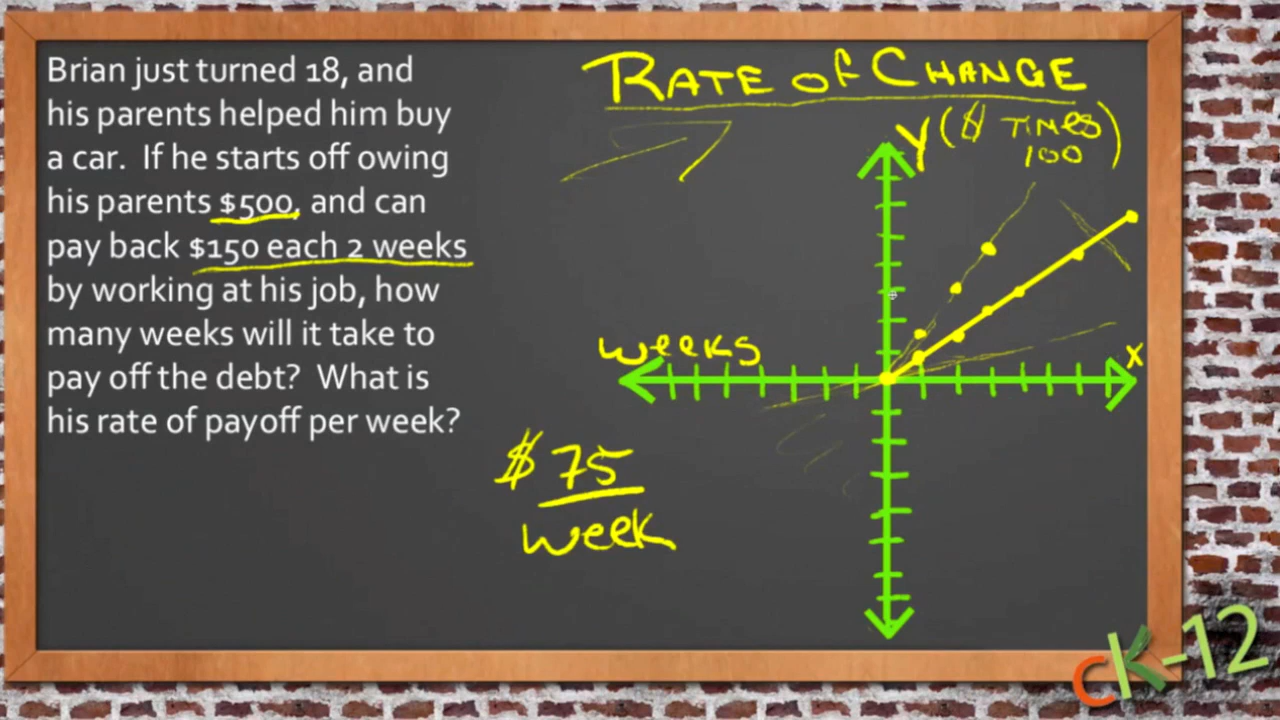 Brian just turned 18, and
his parents helped him buy
a car. If he starts off owing
his parents $500, and can
pay back $150 each 2 weeks
by working at his job, how
many weeks will it take to
pay off the debt? What is
his rate of payoff per week?
RATE of CHANGE
y ($ TIMES
100)
weeks
x
$ 75
week
CK-12